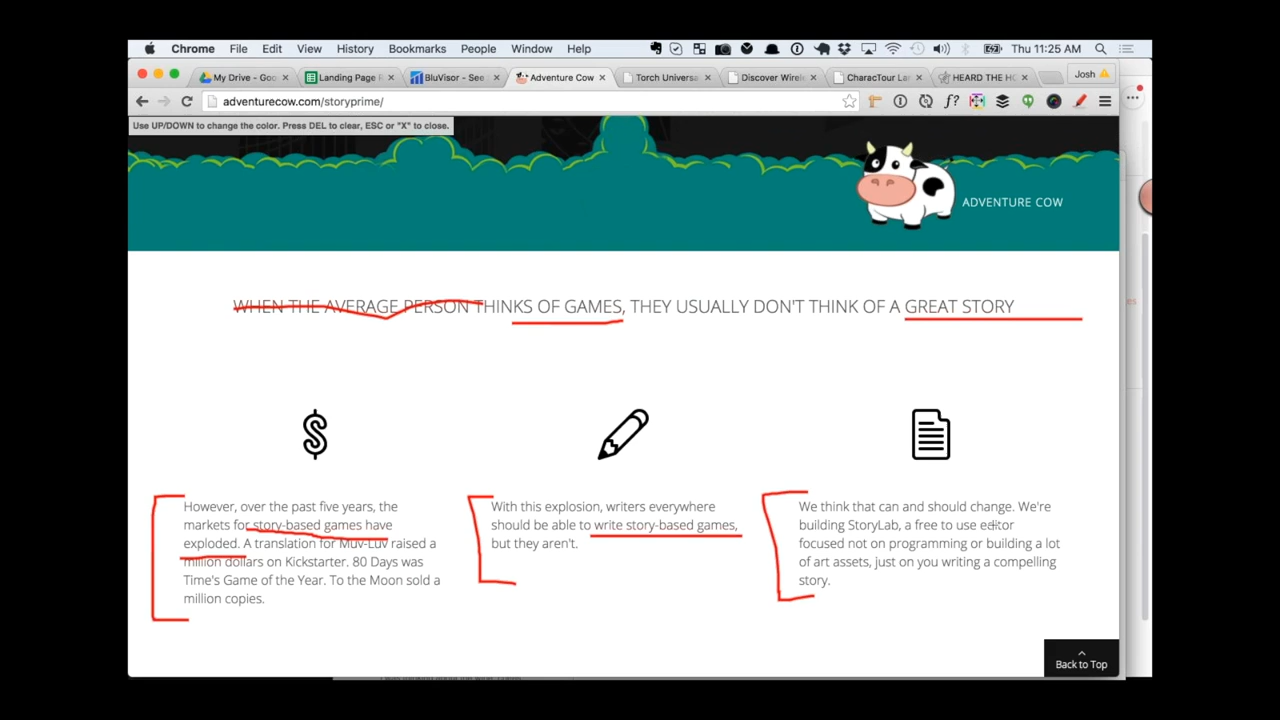 Chrome File Edit View History Bookmarks People Window Help Thu 11:25 AM
My Drive - Goo Landing Page R BluVisor - See Adventure Cow Torch Universa Discover Wirele CharacTour La HEARD THE HO Josh
adventurecow.com/storyprime/
Use UP/DOWN to change the color. Press DEL to clear, ESC or "X" to close.
ADVENTURE COW
WHEN THE AVERAGE PERSON THINKS OF GAMES, THEY USUALLY DON'T THINK OF A GREAT STORY
However, over the past five years, the
markets for story-based games have
exploded. A translation for Muv-Luv raised a
million dollars on Kickstarter. 80 Days was
Time's Game of the Year. To the Moon sold a
million copies.
With this explosion, writers everywhere
should be able to write story-based games,
but they aren't.
We think that can and should change. We're
building StoryLab, a free to use editor
focused not on programming or building a lot
of art assets, just on you writing a compelling
story.
Back to Top